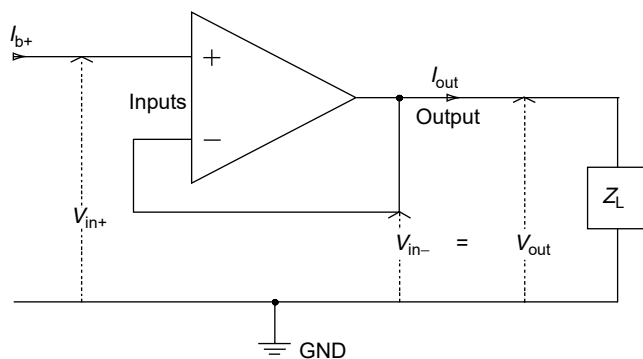 I_b+
+
I_out
Inputs
Output
−
Z_L
V_in+
V_in− = V_out
GND